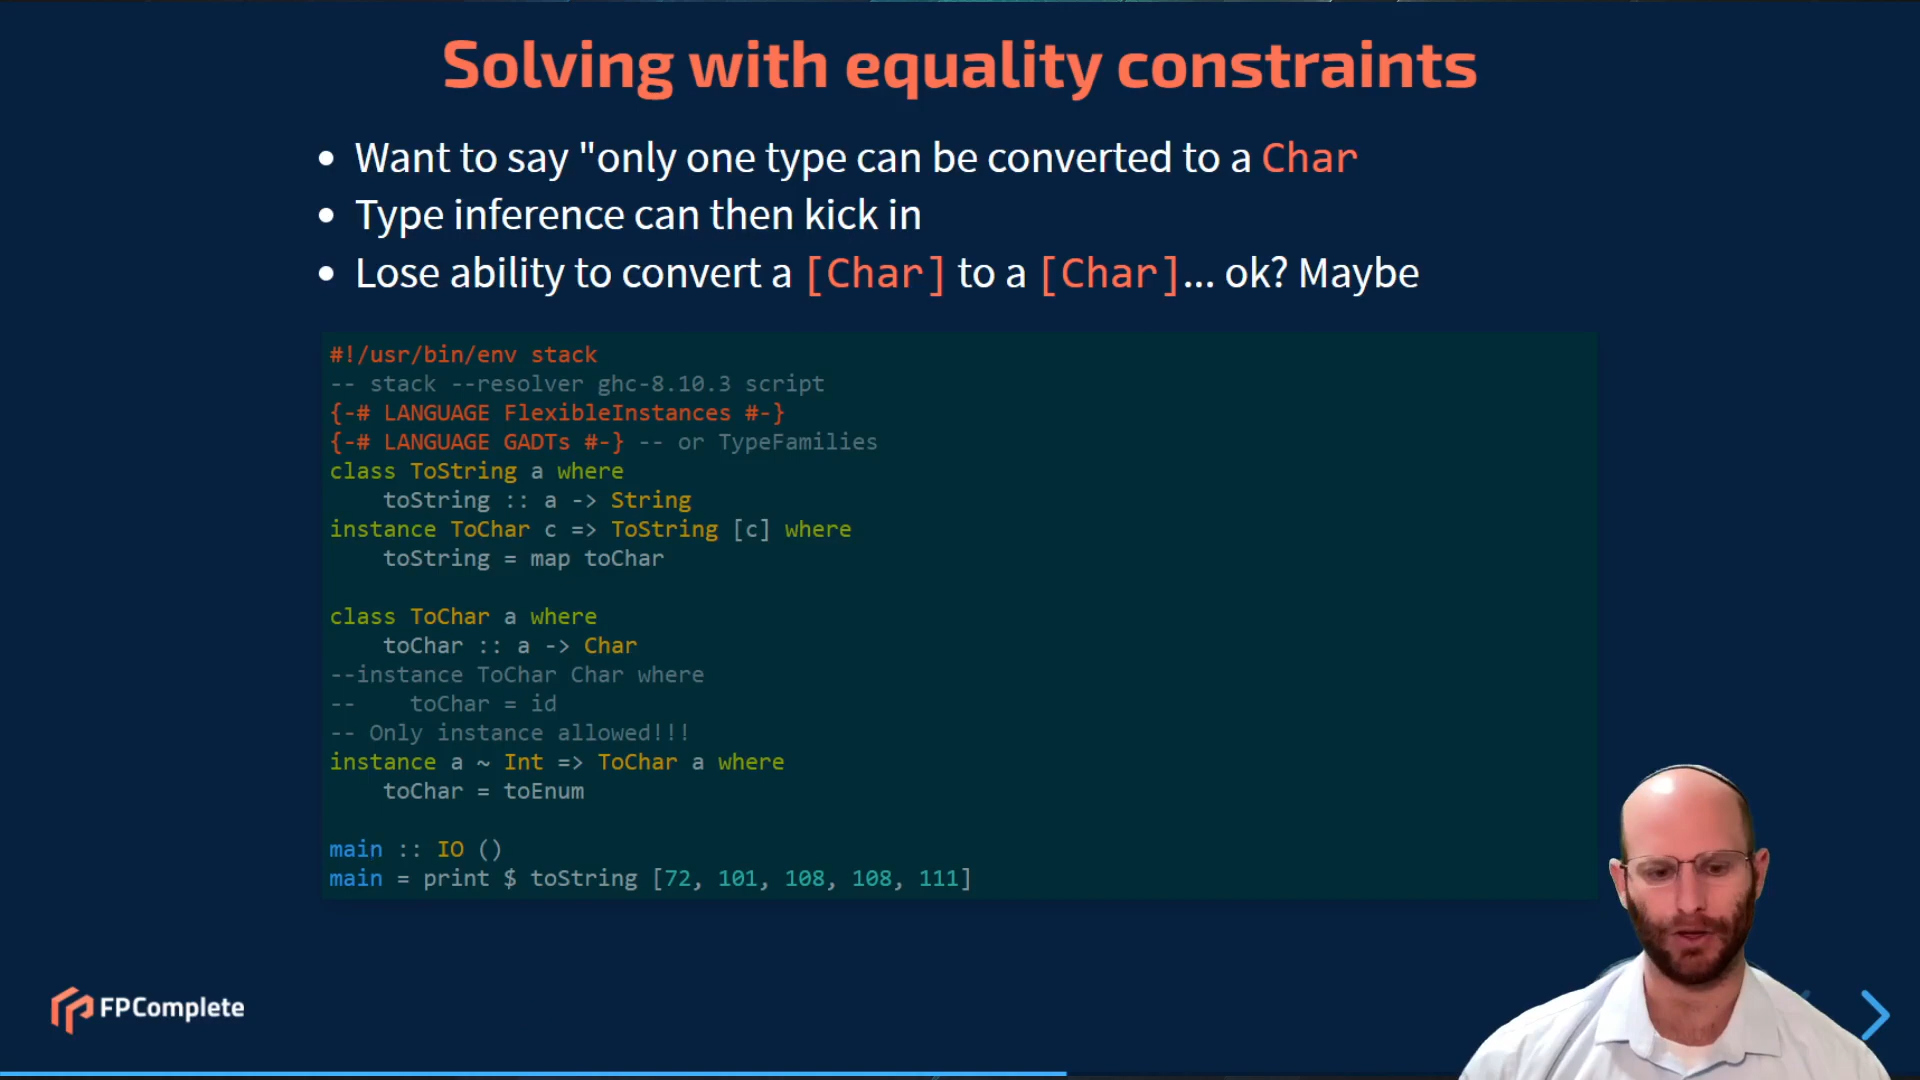 Solving with equality constraints
• Want to say "only one type can be converted to a Char
• Type inference can then kick in
• Lose ability to convert a [Char] to a [Char]... ok? Maybe
#!/usr/bin/env stack
-- stack --resolver ghc-8.10.3 script
{-# LANGUAGE FlexibleInstances #-}
{-# LANGUAGE GADTs #-} -- or TypeFamilies
class ToString a where
    toString :: a -> String
instance ToChar c => ToString [c] where
    toString = map toChar

class ToChar a where
    toChar :: a -> Char
--instance ToChar Char where
--    toChar = id
-- Only instance allowed!!!
instance a ~ Int => ToChar a where
    toChar = toEnum

main :: IO ()
main = print $ toString [72, 101, 108, 108, 111]
FPComplete